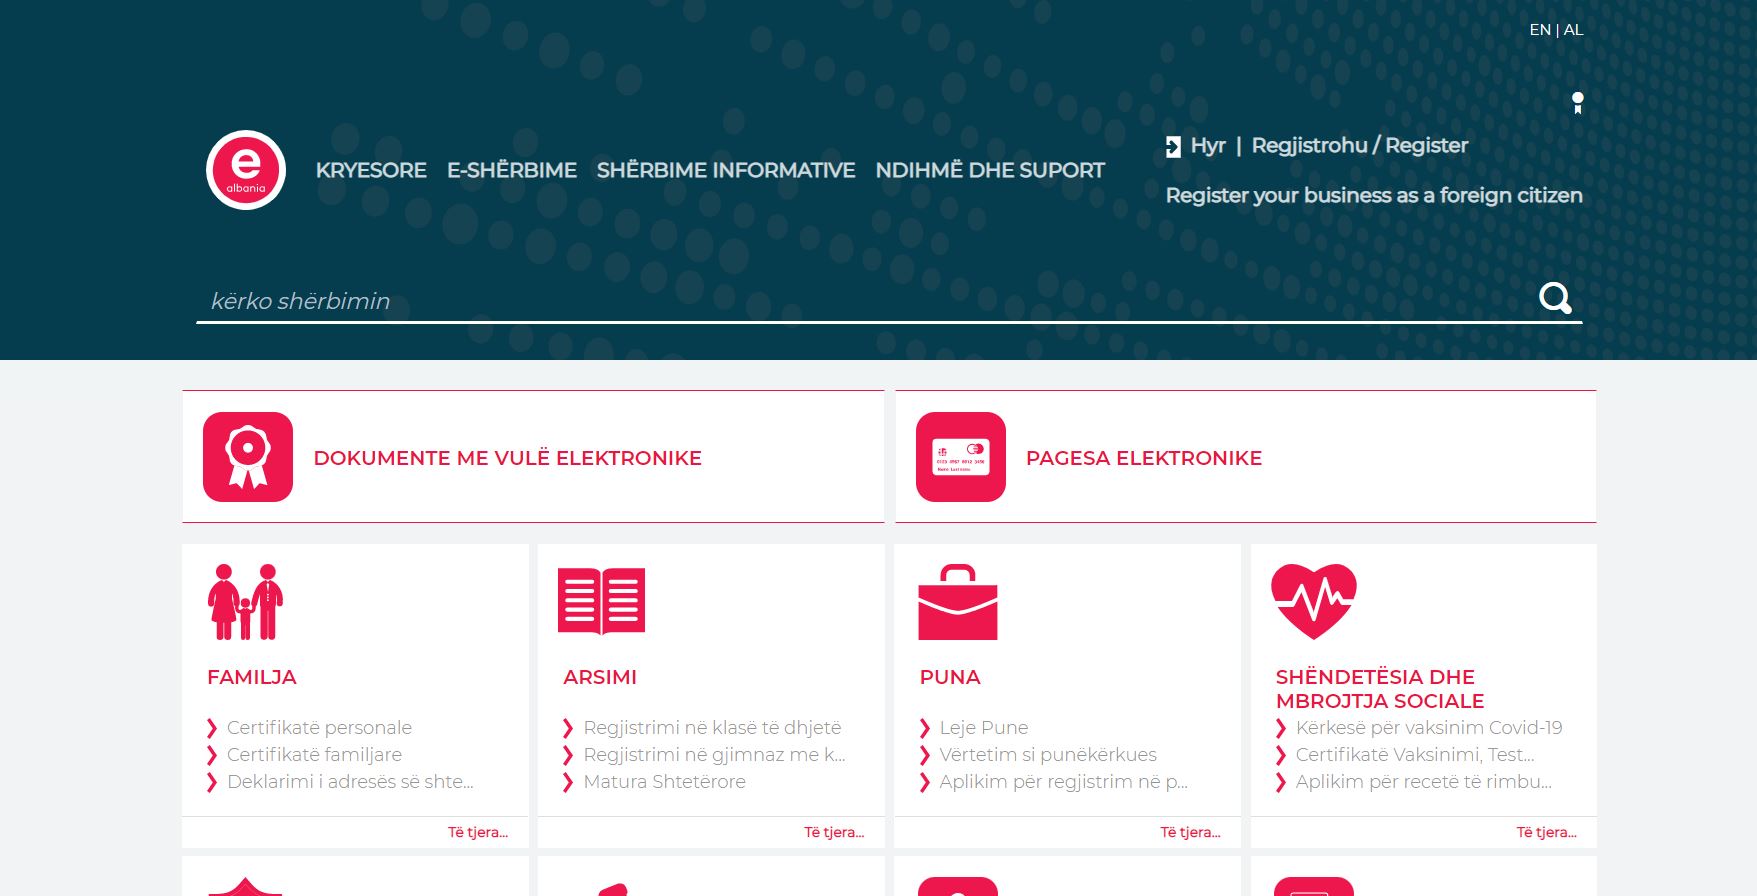 EN | AL
e
albania
KRYESORE E-SHËRBIME SHËRBIME INFORMATIVE NDIHMË DHE SUPORT
Hyr | Regjistrohu / Register
Register your business as a foreign citizen
kërko shërbimin
DOKUMENTE ME VULË ELEKTRONIKE
PAGESA ELEKTRONIKE
FAMILJA
Certifikatë personale
Certifikatë familjare
Deklarimi i adresës së shte...
Të tjera...
ARSIMI
Regjistrimi në klasë të dhjetë
Regjistrimi në gjimnaz me k...
Matura Shtetërore
Të tjera...
PUNA
Leje Pune
Vërtetim si punëkërkues
Aplikim për regjistrim në p...
Të tjera...
SHËNDETËSIA DHE
MBROJTJA SOCIALE
Kërkesë për vaksinim Covid-19
Certifikatë Vaksinimi, Test...
Aplikim për recetë të rimbu...
Të tjera...